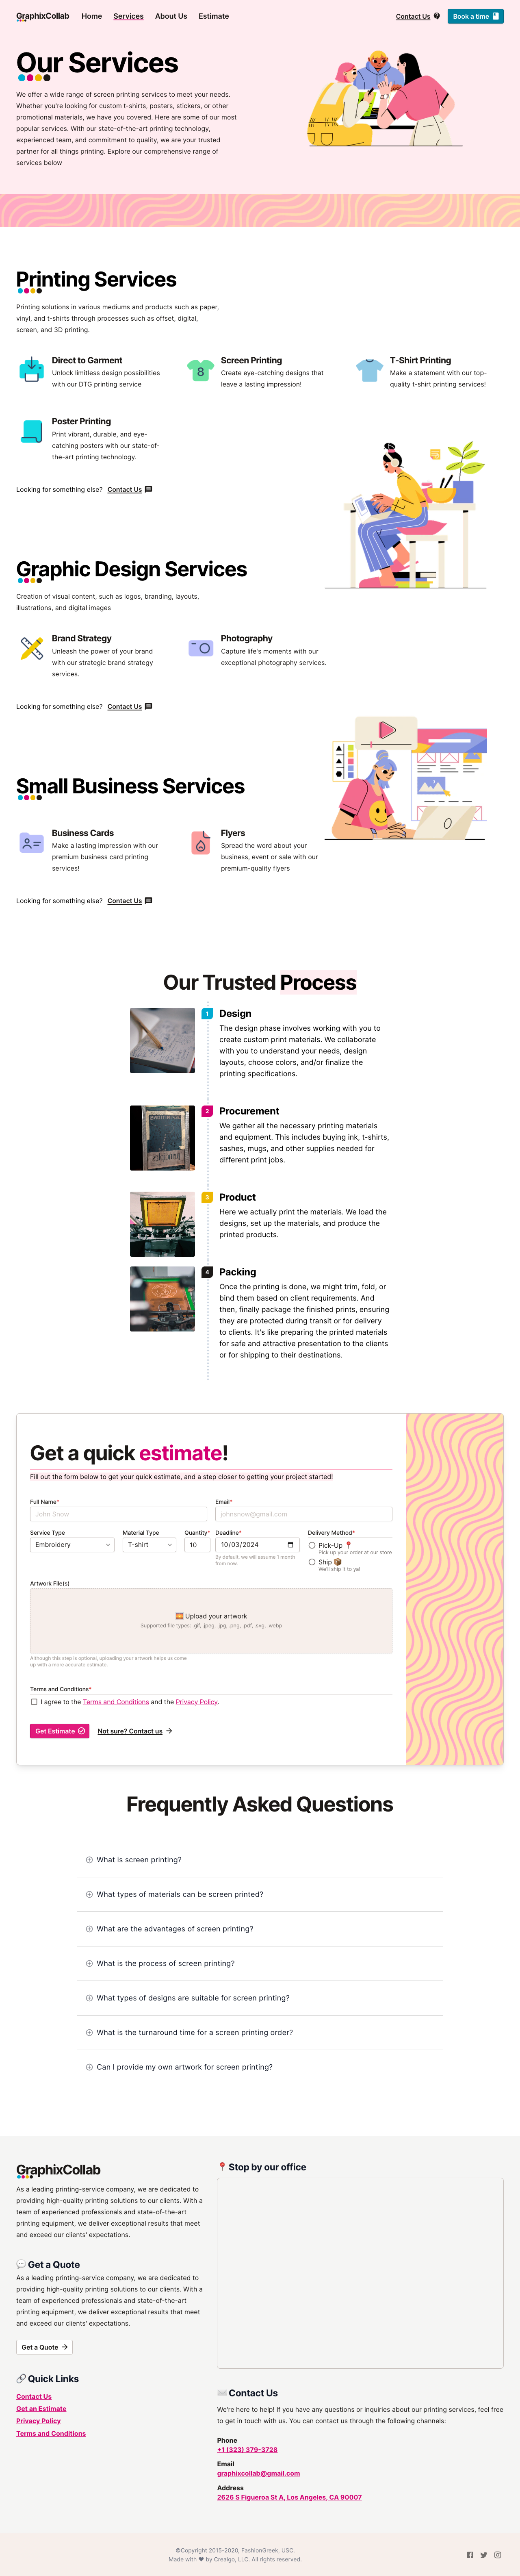 GraphixCollab Home Services About Us Estimate Contact Us Book a time
Our Services
We offer a wide range of screen printing services to meet your needs.
Whether you're looking for custom t-shirts, posters, stickers, or other
promotional materials, we have you covered. Here are some of our most
popular services. With our state-of-the-art printing technology,
experienced team, and commitment to quality, we are your trusted
partner for all things printing. Explore our comprehensive range of
services below
Printing Services
Printing solutions in various mediums and products such as paper,
vinyl, and t-shirts through processes such as offset, digital,
screen, and 3D printing.
Direct to Garment
Unlock limitless design possibilities
with our DTG printing service
8
Screen Printing
Create eye-catching designs that
leave a lasting impression!
T-Shirt Printing
Make a statement with our top-
quality t-shirt printing services!
Poster Printing
Print vibrant, durable, and eye-
catching posters with our state-of-
the-art printing technology.
Looking for something else? Contact Us
Graphic Design Services
Creation of visual content, such as logos, branding, layouts,
illustrations, and digital images
Brand Strategy
Unleash the power of your brand
with our strategic brand strategy
services.
Photography
Capture life's moments with our
exceptional photography services.
Looking for something else? Contact Us
Small Business Services
Business Cards
Make a lasting impression with our
premium business card printing
services!
Flyers
Spread the word about your
business, event or sale with our
premium-quality flyers
Looking for something else? Contact Us
Our Trusted Process
1
Design
The design phase involves working with you to
create custom print materials. We collaborate
with you to understand your needs, design
layouts, choose colors, and/or finalize the
printing specifications.
2
Procurement
We gather all the necessary printing materials
and equipment. This includes buying ink, t-shirts,
sashes, mugs, and other supplies needed for
different print jobs.
3
Product
Here we actually print the materials. We load the
designs, set up the materials, and produce the
printed products.
4
Packing
Once the printing is done, we might trim, fold, or
bind them based on client requirements. And
then, finally package the finished prints, ensuring
they are protected during transit or for delivery
to clients. It's like preparing the printed materials
for safe and attractive presentation to the clients
or for shipping to their destinations.
Get a quick estimate!
Fill out the form below to get your quick estimate, and a step closer to getting your project started!
Full Name* Email*
John Snow johnsnow@gmail.com
Service Type Material Type Quantity* Deadline* Delivery Method*
Embroidery T-shirt 10 10/03/2024
By default, we will assume 1 month
from now
Pick-Up 📍
Pick up your order at our store
Ship 📦
We'll ship it to ya!
Artwork File(s)
🌄 Upload your artwork
Supported file types: .gif, .jpeg, .jpg, .png, .pdf, .svg, .webp
Although this step is optional, uploading your artwork helps us come
up with a more accurate estimate.
Terms and Conditions*
I agree to the Terms and Conditions and the Privacy Policy.
Get Estimate Not sure? Contact us
Frequently Asked Questions
What is screen printing?
What types of materials can be screen printed?
What are the advantages of screen printing?
What is the process of screen printing?
What types of designs are suitable for screen printing?
What is the turnaround time for a screen printing order?
Can I provide my own artwork for screen printing?
GraphixCollab
As a leading printing-service company, we are dedicated to
providing high-quality printing solutions to our clients. With a
team of experienced professionals and state-of-the-art
printing equipment, we deliver exceptional results that meet
and exceed our clients' expectations.
💬 Get a Quote
As a leading printing-service company, we are dedicated to
providing high-quality printing solutions to our clients. With a
team of experienced professionals and state-of-the-art
printing equipment, we deliver exceptional results that meet
and exceed our clients' expectations.
Get a Quote
🔗 Quick Links
Contact Us
Get an Estimate
Privacy Policy
Terms and Conditions
📍 Stop by our office
Contact Us
We're here to help! If you have any questions or inquiries about our printing services, feel free
to get in touch with us. You can contact us through the following channels:
Phone
+1 (323) 379-3728
Email
graphixcollab@gmail.com
Address
2626 S Figueroa St A, Los Angeles, CA 90007
©Copyright 2015-2020, FashionGreek, USC.
Made with ❤ by Crealgo, LLC. All rights reserved.